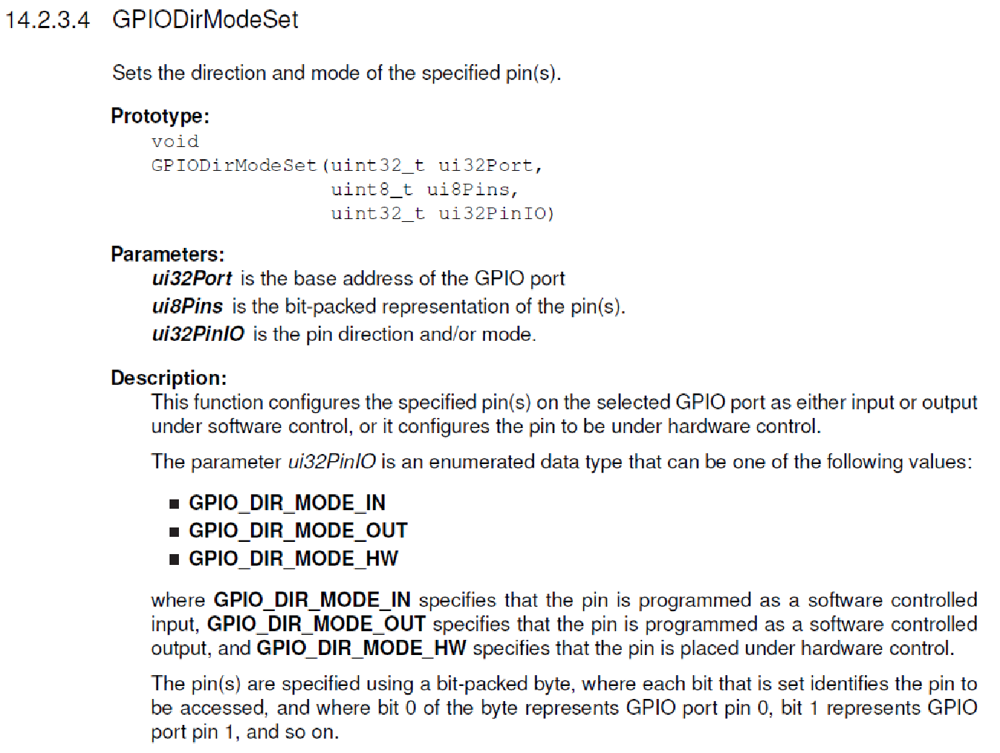 14.2.3.4 GPIODirModeSet
Sets the direction and mode of the specified pin(s).
Prototype:
void
GPIODirModeSet(uint32_t ui32Port,
uint8_t ui8Pins,
uint32_t ui32PinIO)
Parameters:
ui32Port is the base address of the GPIO port
ui8Pins is the bit-packed representation of the pin(s).
ui32PinIO is the pin direction and/or mode.
Description:
This function configures the specified pin(s) on the selected GPIO port as either input or output
under software control, or it configures the pin to be under hardware control.
The parameter ui32PinIO is an enumerated data type that can be one of the following values:
■ GPIO_DIR_MODE_IN
■ GPIO_DIR_MODE_OUT
■ GPIO_DIR_MODE_HW
where GPIO_DIR_MODE_IN specifies that the pin is programmed as a software controlled
input, GPIO_DIR_MODE_OUT specifies that the pin is programmed as a software controlled
output, and GPIO_DIR_MODE_HW specifies that the pin is placed under hardware control.
The pin(s) are specified using a bit-packed byte, where each bit that is set identifies the pin to
be accessed, and where bit 0 of the byte represents GPIO port pin 0, bit 1 represents GPIO
port pin 1, and so on.